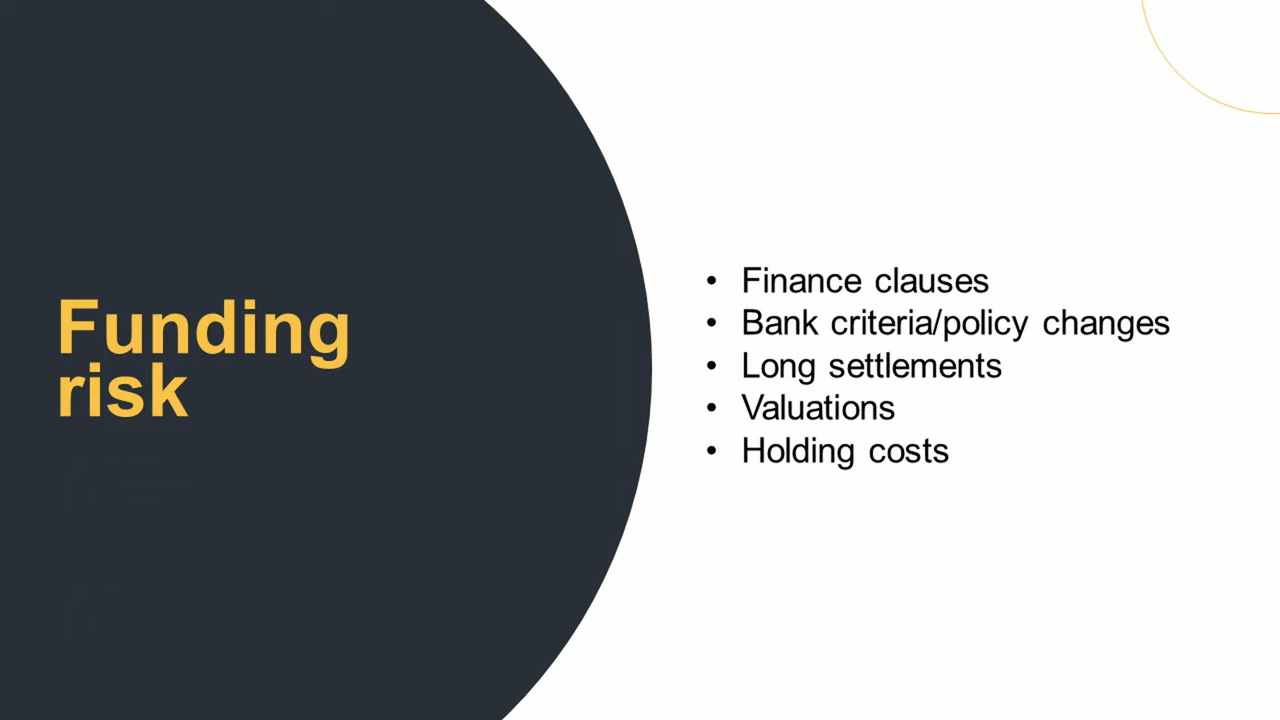 Funding
risk
• Finance clauses
• Bank criteria/policy changes
• Long settlements
• Valuations
• Holding costs